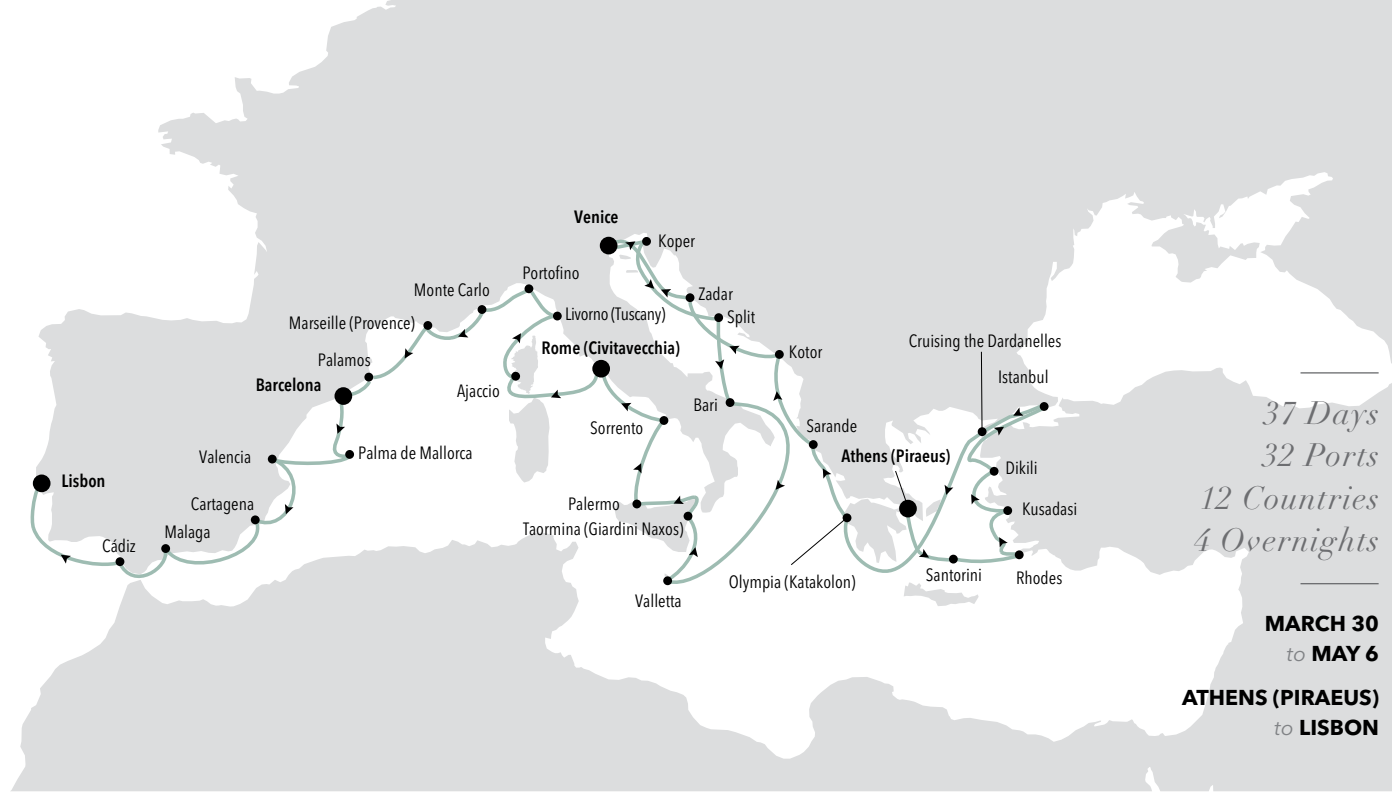 Venice
Koper
Portofino
Monte Carlo
Zadar
Livorno (Tuscany)
Split
Marseille (Provence)
Cruising the Dardanelles
Rome (Civitavecchia)
Kotor
Palamos
Istanbul
Barcelona
Ajaccio
Bari
37 Days
Sorrento
Sarande
Valencia
Palma de Mallorca
Athens (Piraeus)
32 Ports
Dikili
Lisbon
Cartagena
Palermo
12 Countries
Kusadasi
Malaga
Taormina (Giardini Naxos)
Cádiz
4 Overnights
Santorini
Rhodes
Olympia (Katakolon)
Valletta
MARCH 30
to MAY 6
ATHENS (PIRAEUS)
to LISBON